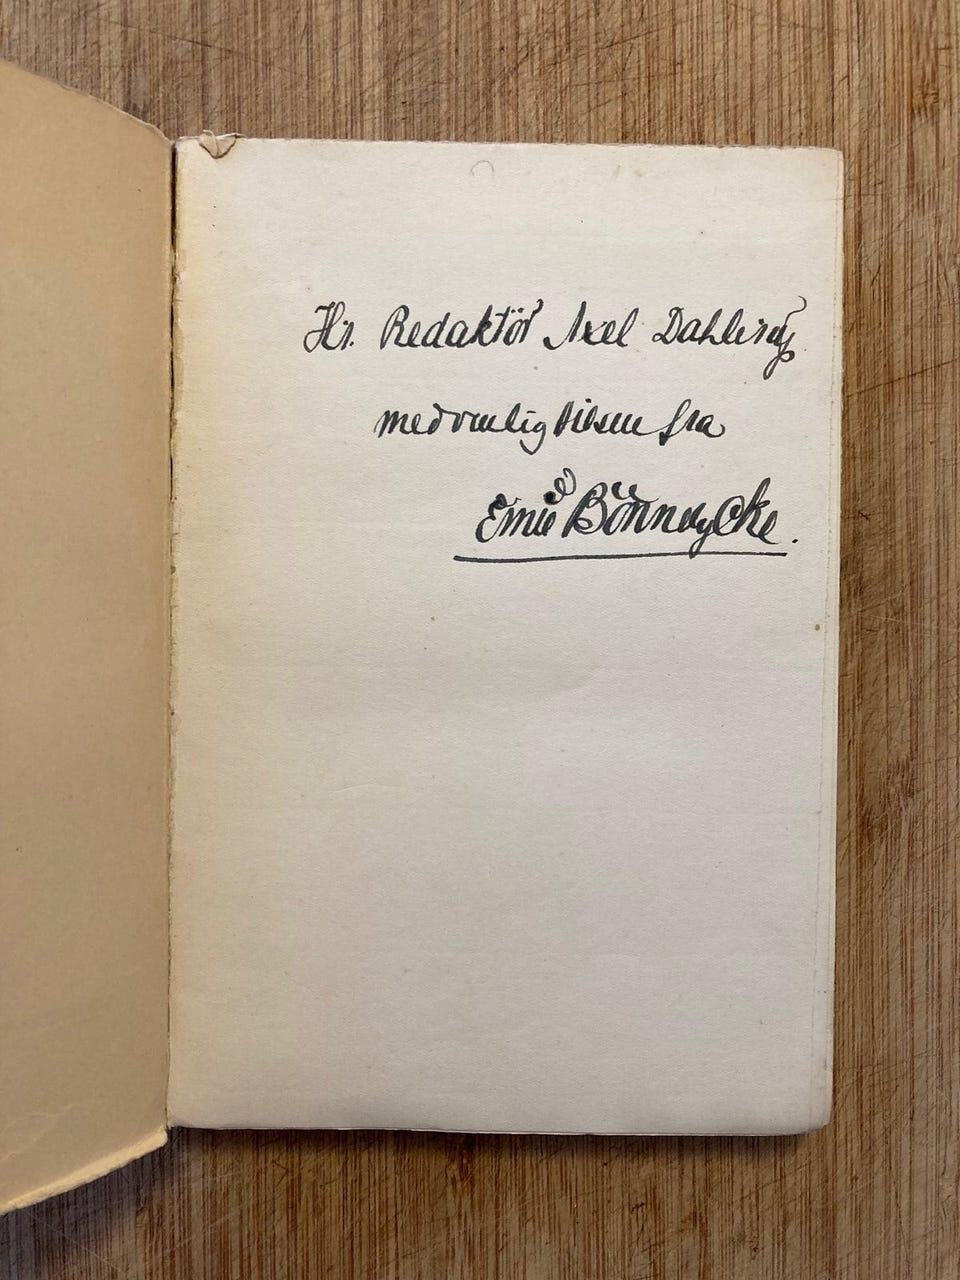 Hr. Redaktör Axel Dahlerup
med venlig hilsen fra
Emil Bönnelycke.